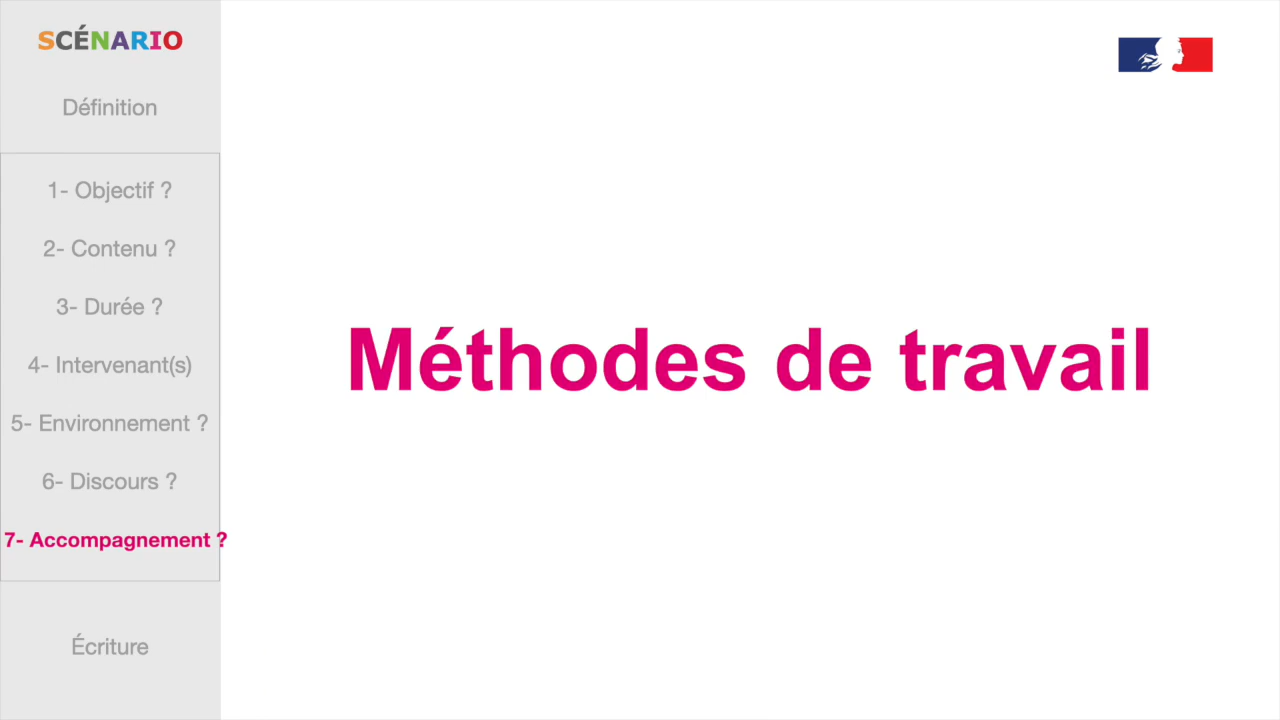 SCÉNARIO
Définition
1- Objectif ?
2- Contenu ?
3- Durée ?
4- Intervenant(s)
5- Environnement ?
6- Discours ?
7- Accompagnement ?
Écriture
Méthodes de travail